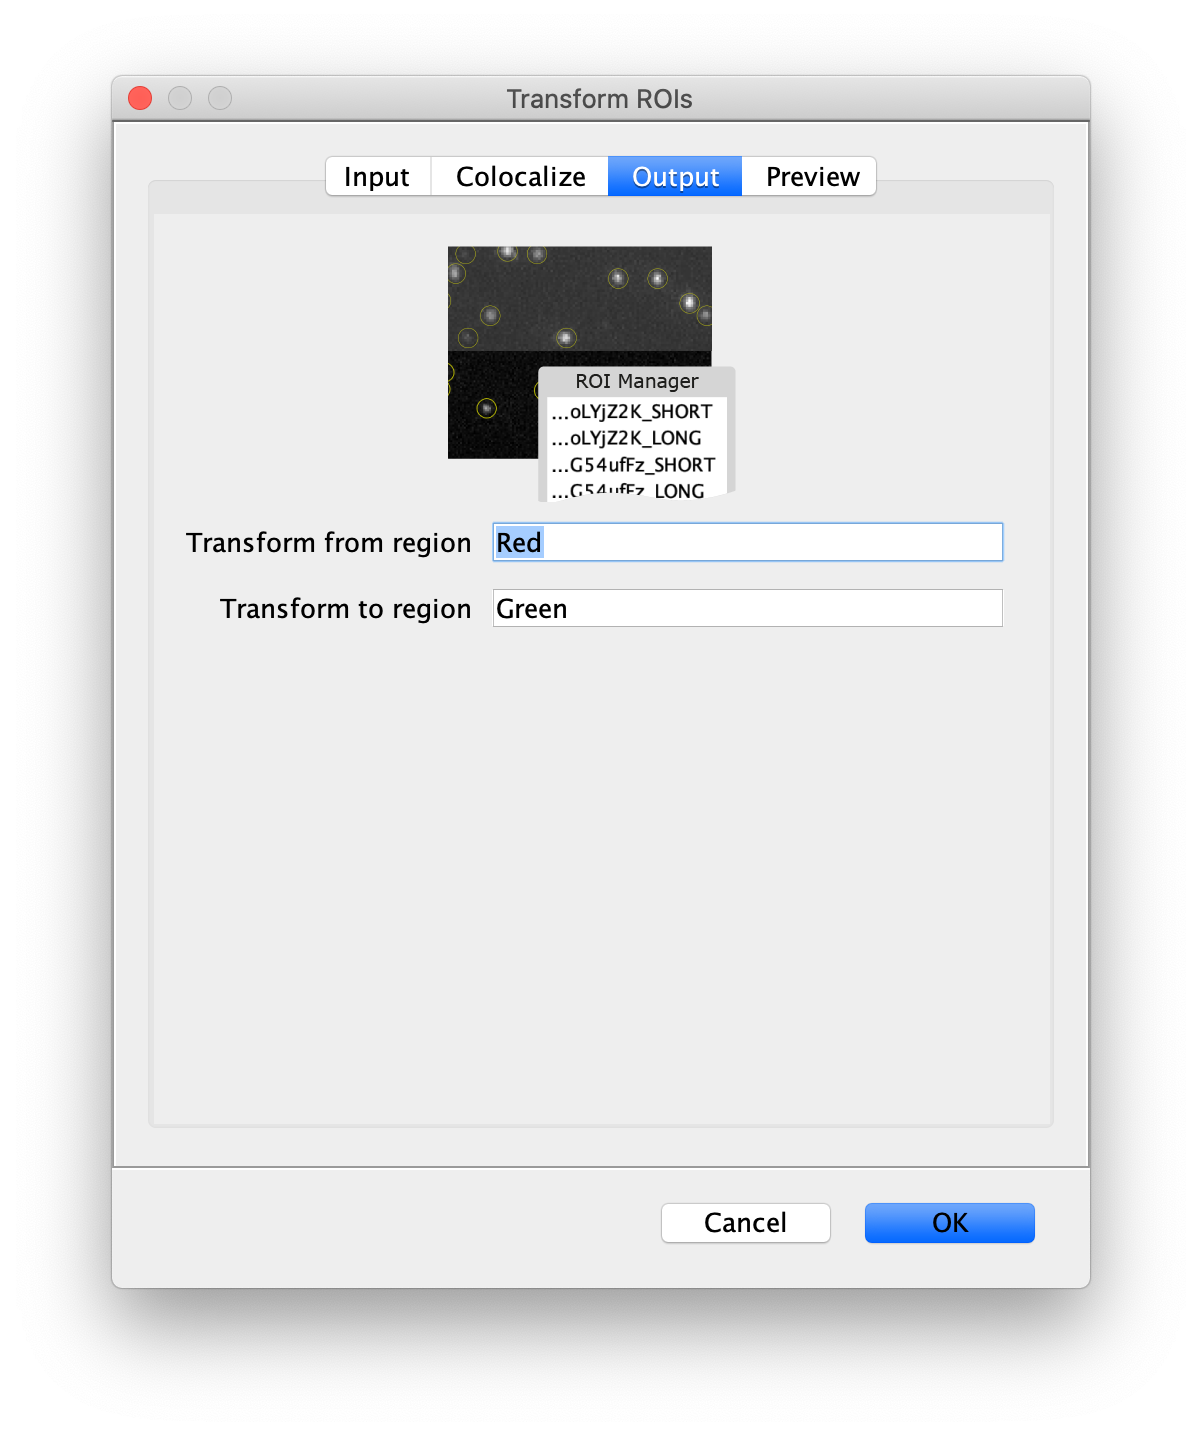 Transform ROIs
Input Colocalize Output Preview
ROI Manager
...oLYjZ2K_SHORT
...oLYjZ2K_LONG
...G54ufFz_SHORT
...G54ufFz_LONG
Transform from region Red
Transform to region Green
Cancel OK